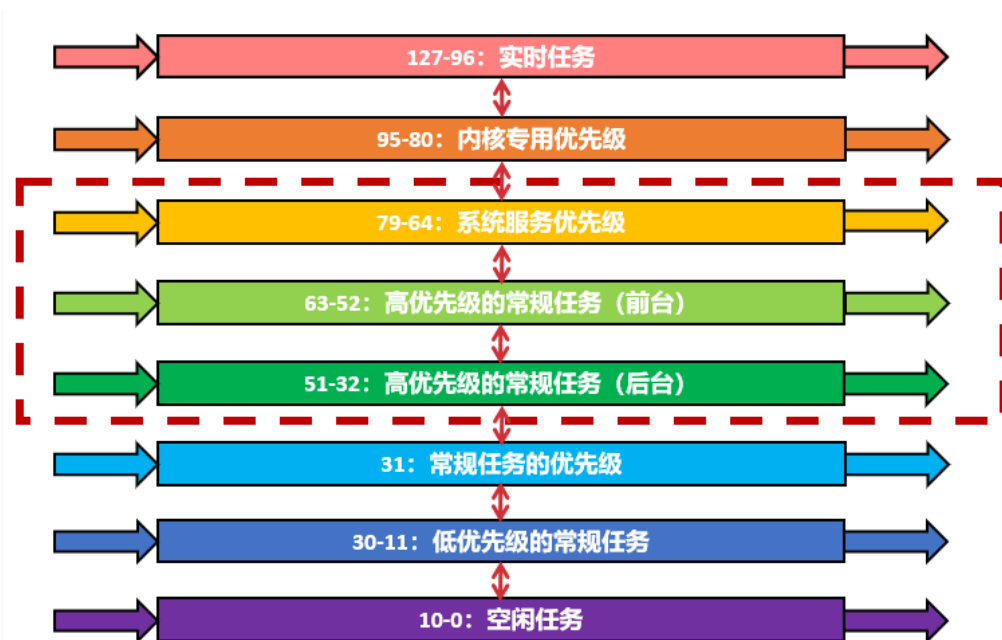 127-96：实时任务
95-80：内核专用优先级
79-64：系统服务优先级
63-52：高优先级的常规任务（前台）
51-32：高优先级的常规任务（后台）
31：常规任务的优先级
30-11：低优先级的常规任务
10-0：空闲任务